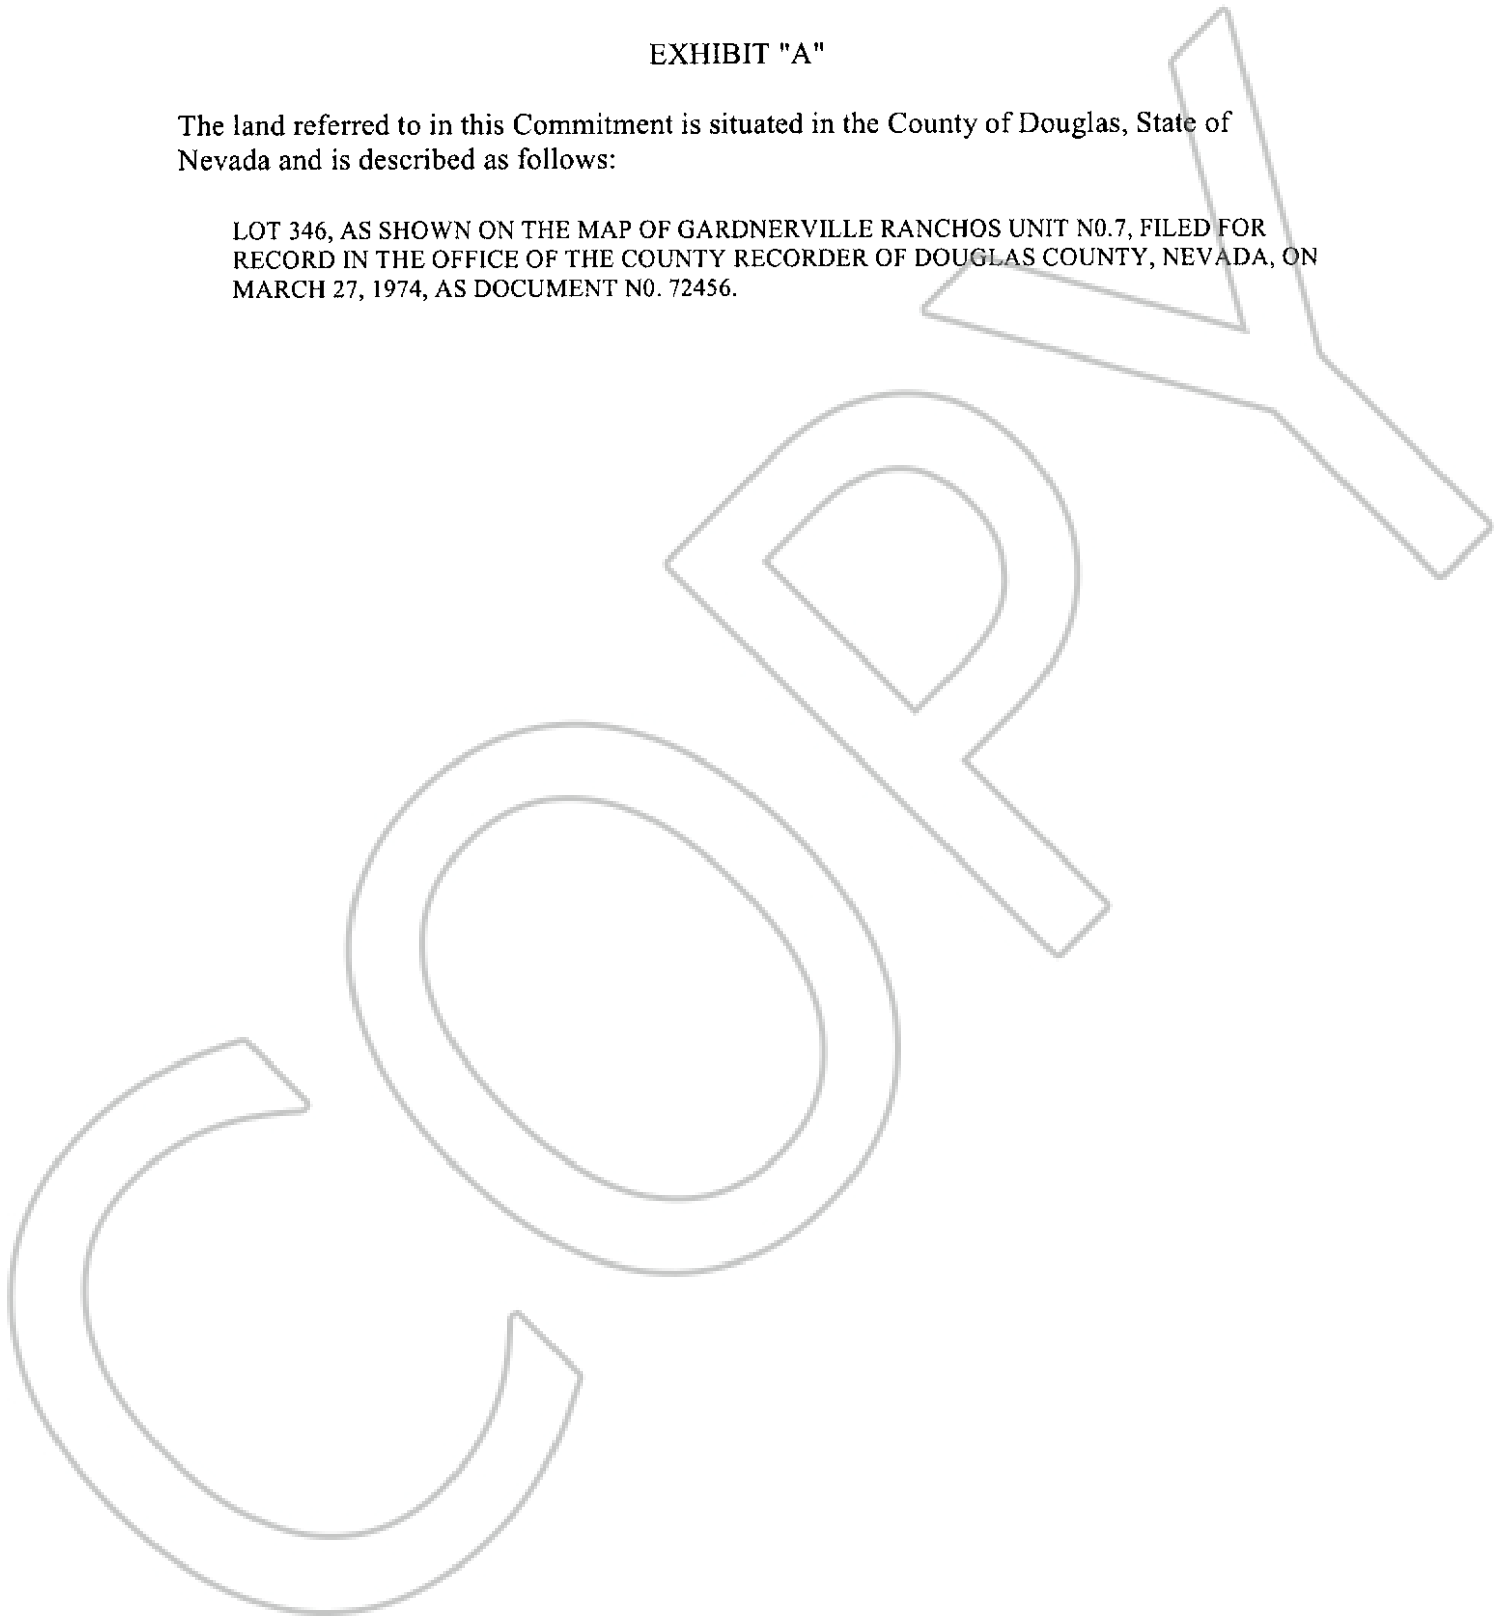 EXHIBIT "A"
The land referred to in this Commitment is situated in the County of Douglas, State of
Nevada and is described as follows:
LOT 346, AS SHOWN ON THE MAP OF GARDNERVILLE RANCHOS UNIT N0.7, FILED FOR
RECORD IN THE OFFICE OF THE COUNTY RECORDER OF DOUGLAS COUNTY, NEVADA, ON
MARCH 27, 1974, AS DOCUMENT N0. 72456.
COPY